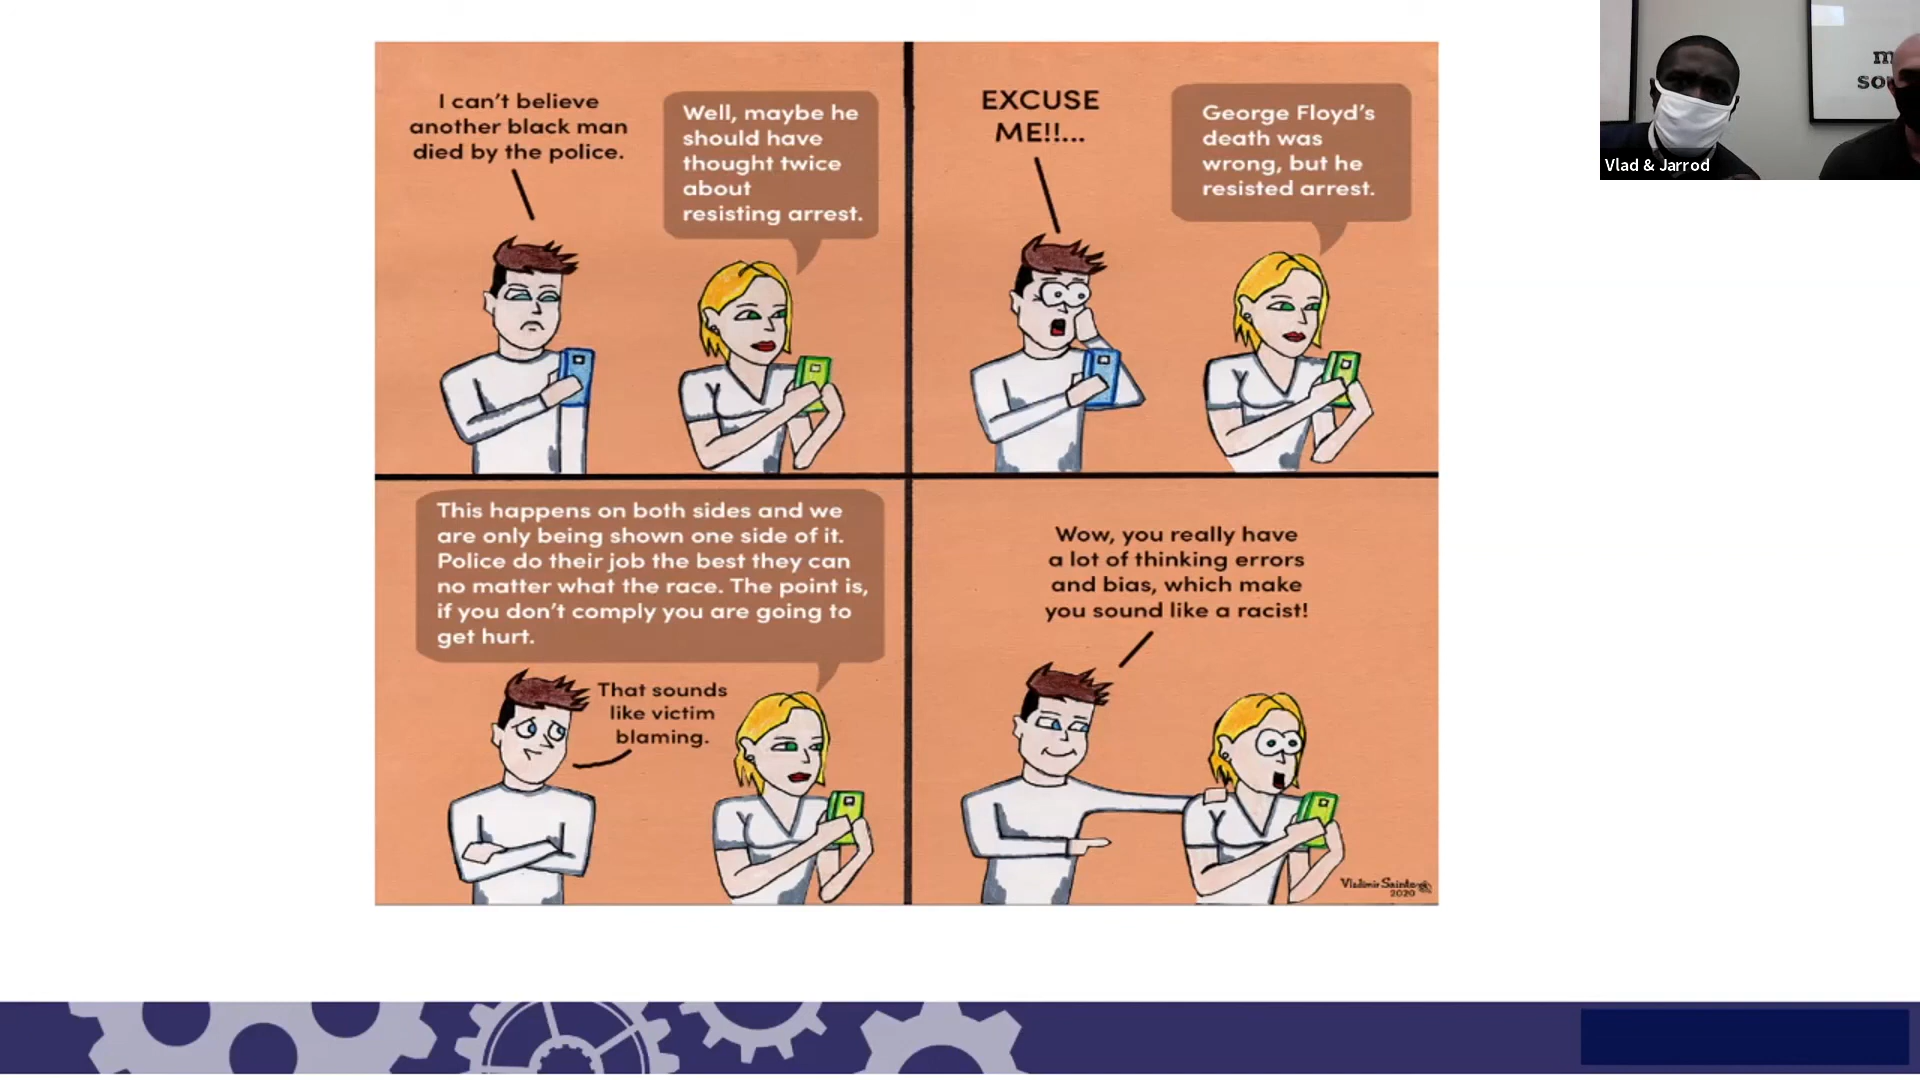 I can't believe
another black man
died by the police.
Well, maybe he
should have
thought twice
about
resisting arrest.
EXCUSE
ME!!...
George Floyd's
death was
wrong, but he
resisted arrest.
This happens on both sides and we
are only being shown one side of it.
Police do their job the best they can
no matter what the race. The point is,
if you don't comply you are going to
get hurt.
That sounds
like victim
blaming.
Wow, you really have
a lot of thinking errors
and bias, which make
you sound like a racist!
Vladimir
2020
Vlad & Jarrod